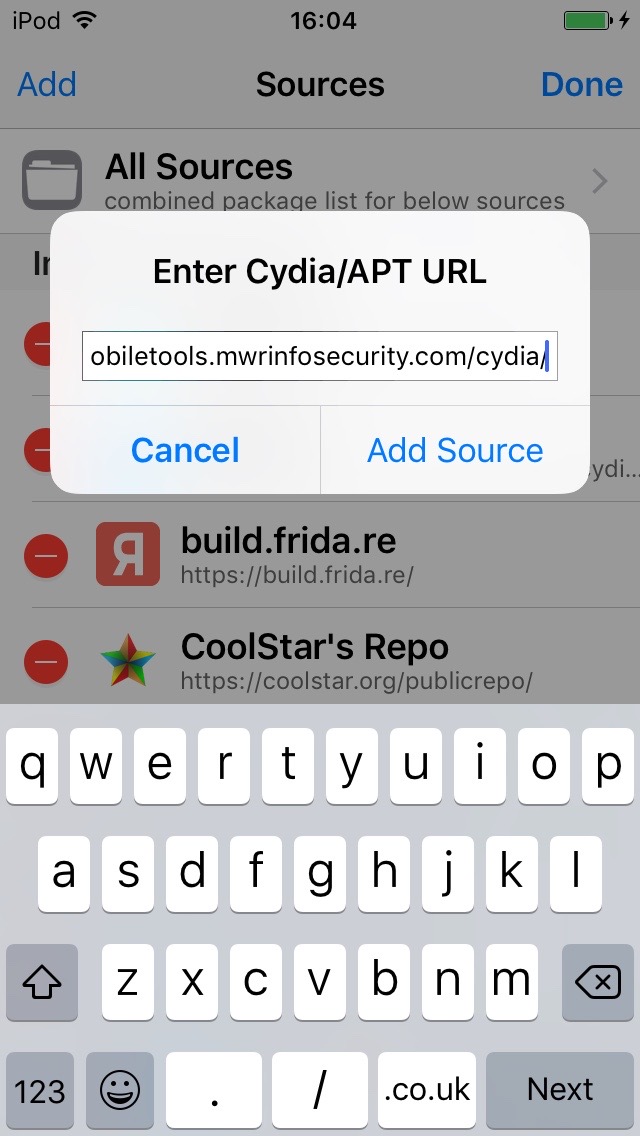 iPod 16:04
Add Sources Done
All Sources
combined package list for below sources
Enter Cydia/APT URL
obiletools.mwrinfosecurity.com/cydia/
Cancel Add Source
ydi...
build.frida.re
https://build.frida.re/
CoolStar's Repo
https://coolstar.org/publicrepo/
q w e r t y u i o p
a s d f g h j k l
z x c v b n m
123 . / .co.uk Next